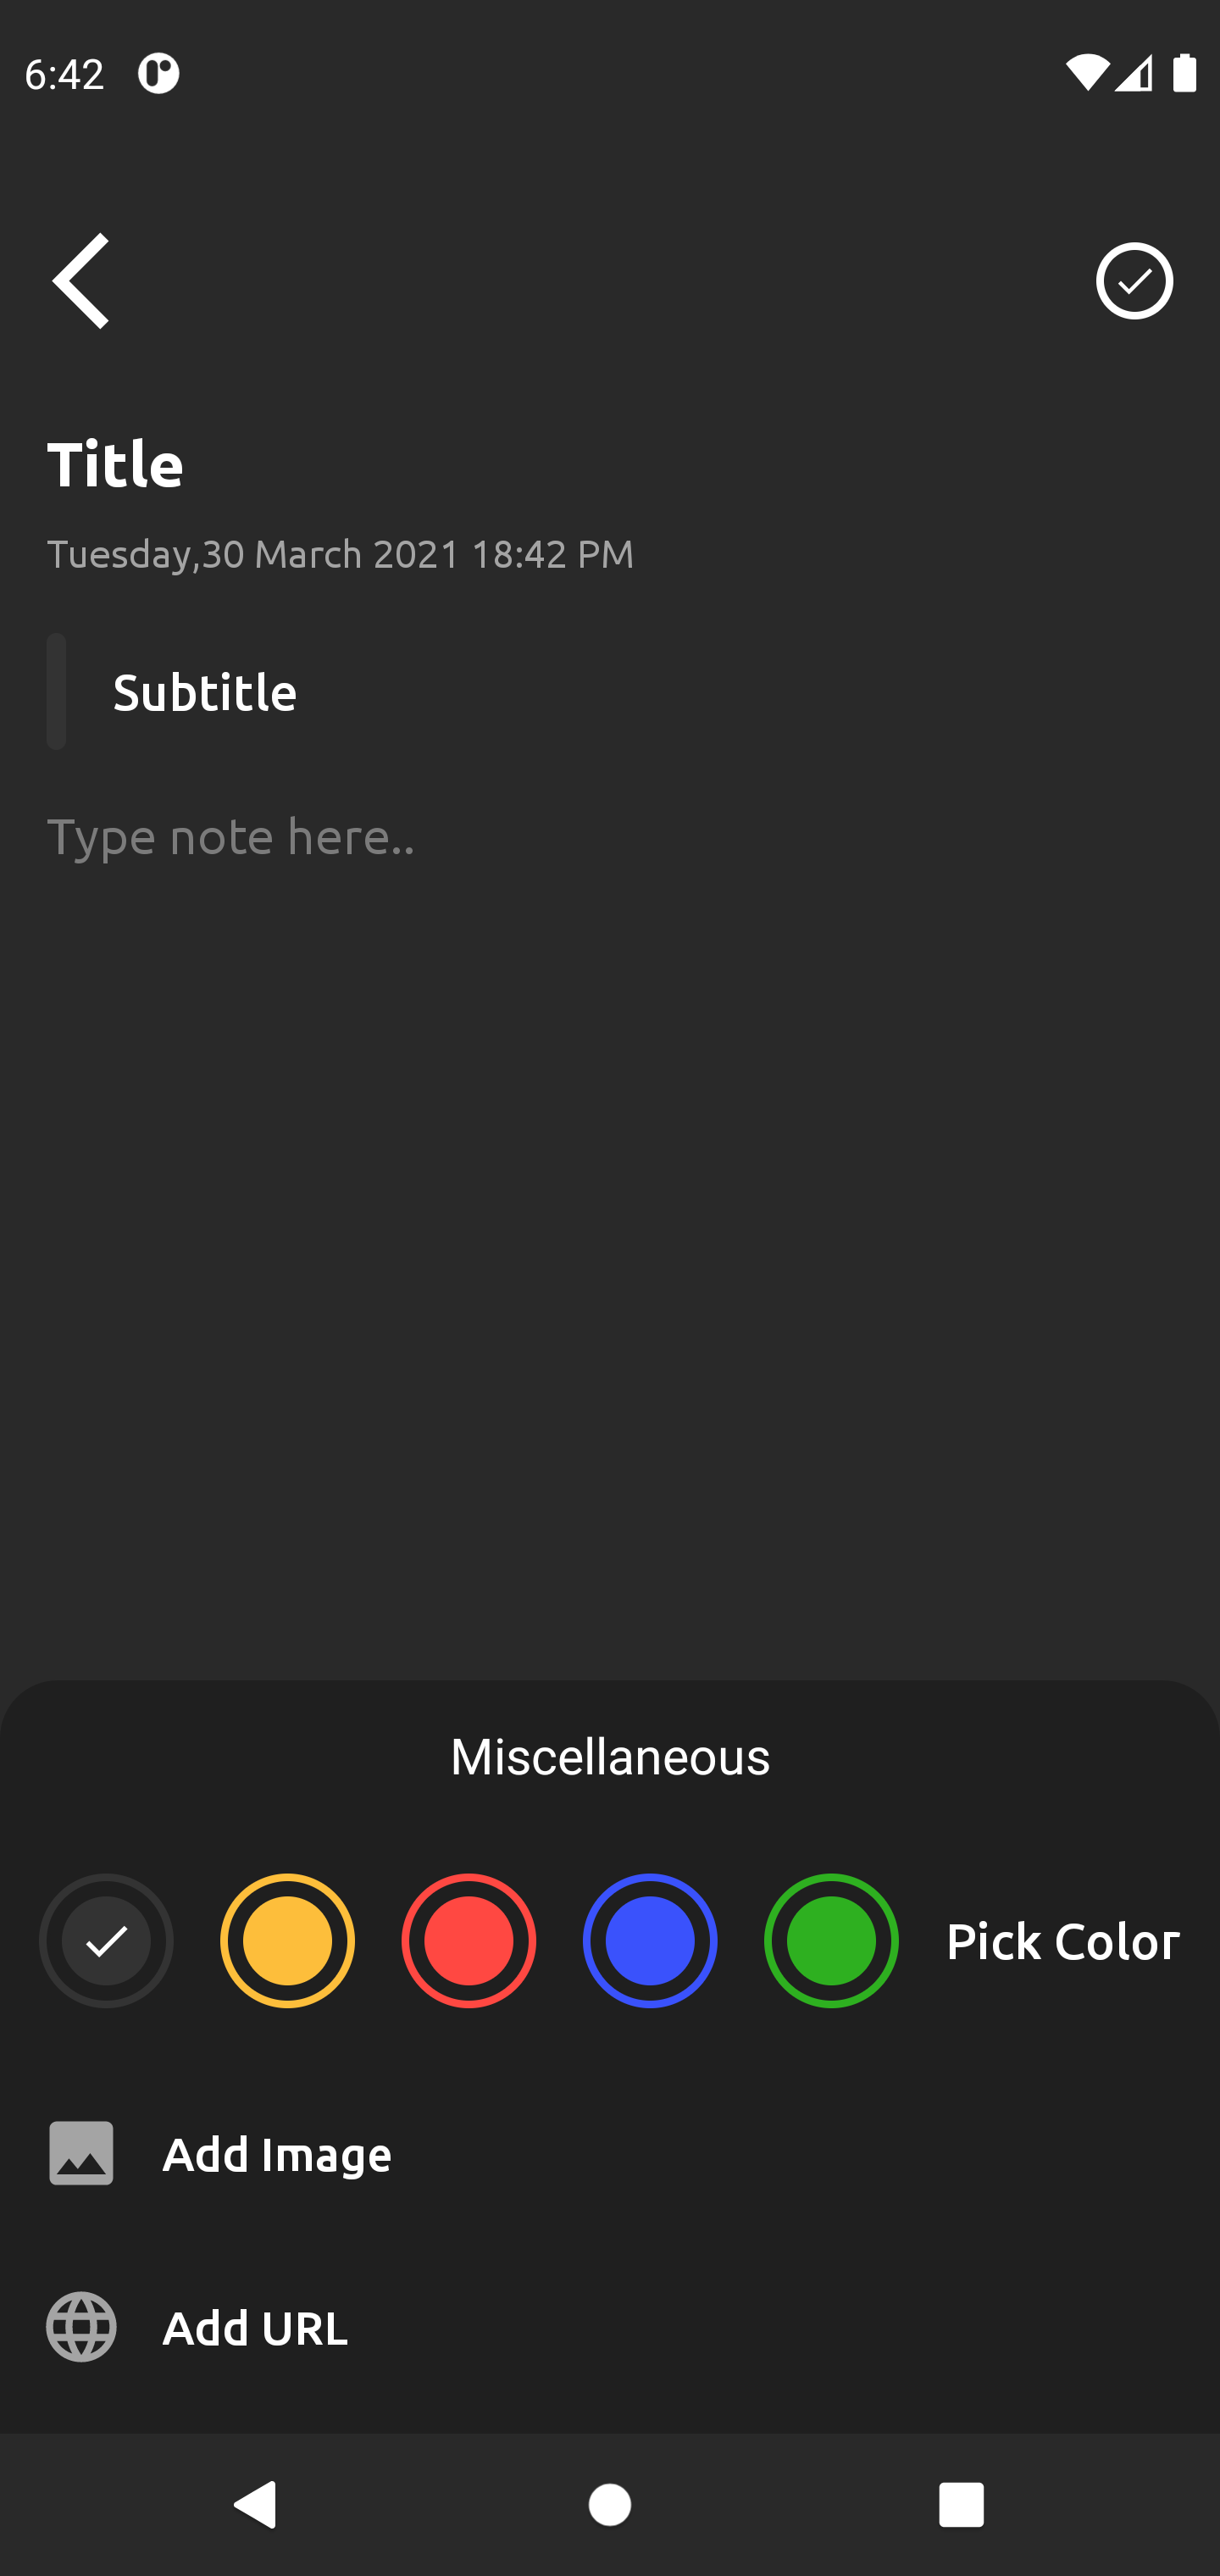 6:42
Title
Tuesday,30 March 2021 18:42 PM
Subtitle
Type note here..
Miscellaneous
Pick Color
Add Image
Add URL